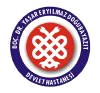 DOÇ. DR. YAŞAR ERYILMAZ DOĞUBAYAZIT
DEVLET HASTANESİ